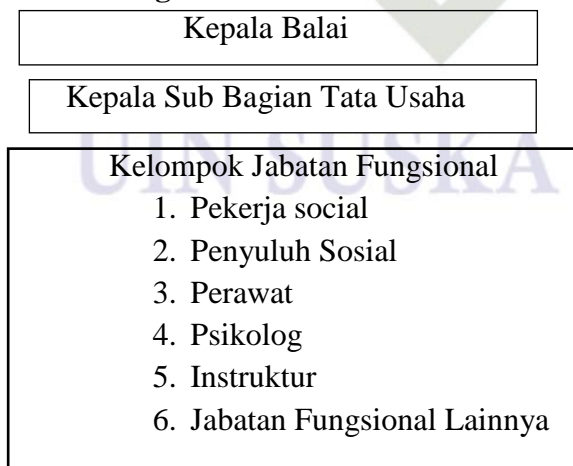 Kepala Balai
Kepala Sub Bagian Tata Usaha
UIN SUSKA
Kelompok Jabatan Fungsional
1. Pekerja social
2. Penyuluh Sosial
3. Perawat
4. Psikolog
5. Instruktur
6. Jabatan Fungsional Lainnya